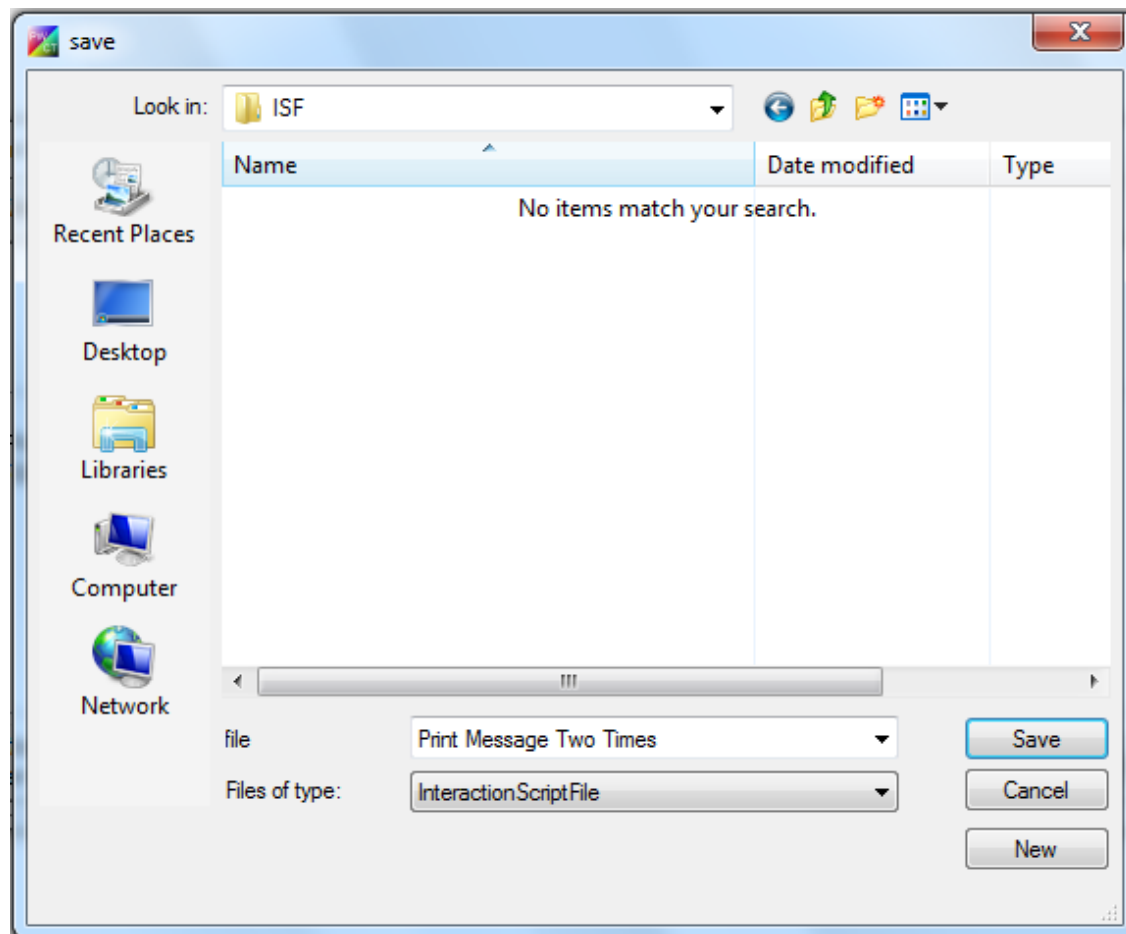 save
Look in: ISF
Name Date modified Type
No items match your search.
Recent Places
Desktop
Libraries
Computer
Network
file Print Message Two Times Save
Files of type: InteractionScriptFile Cancel
New